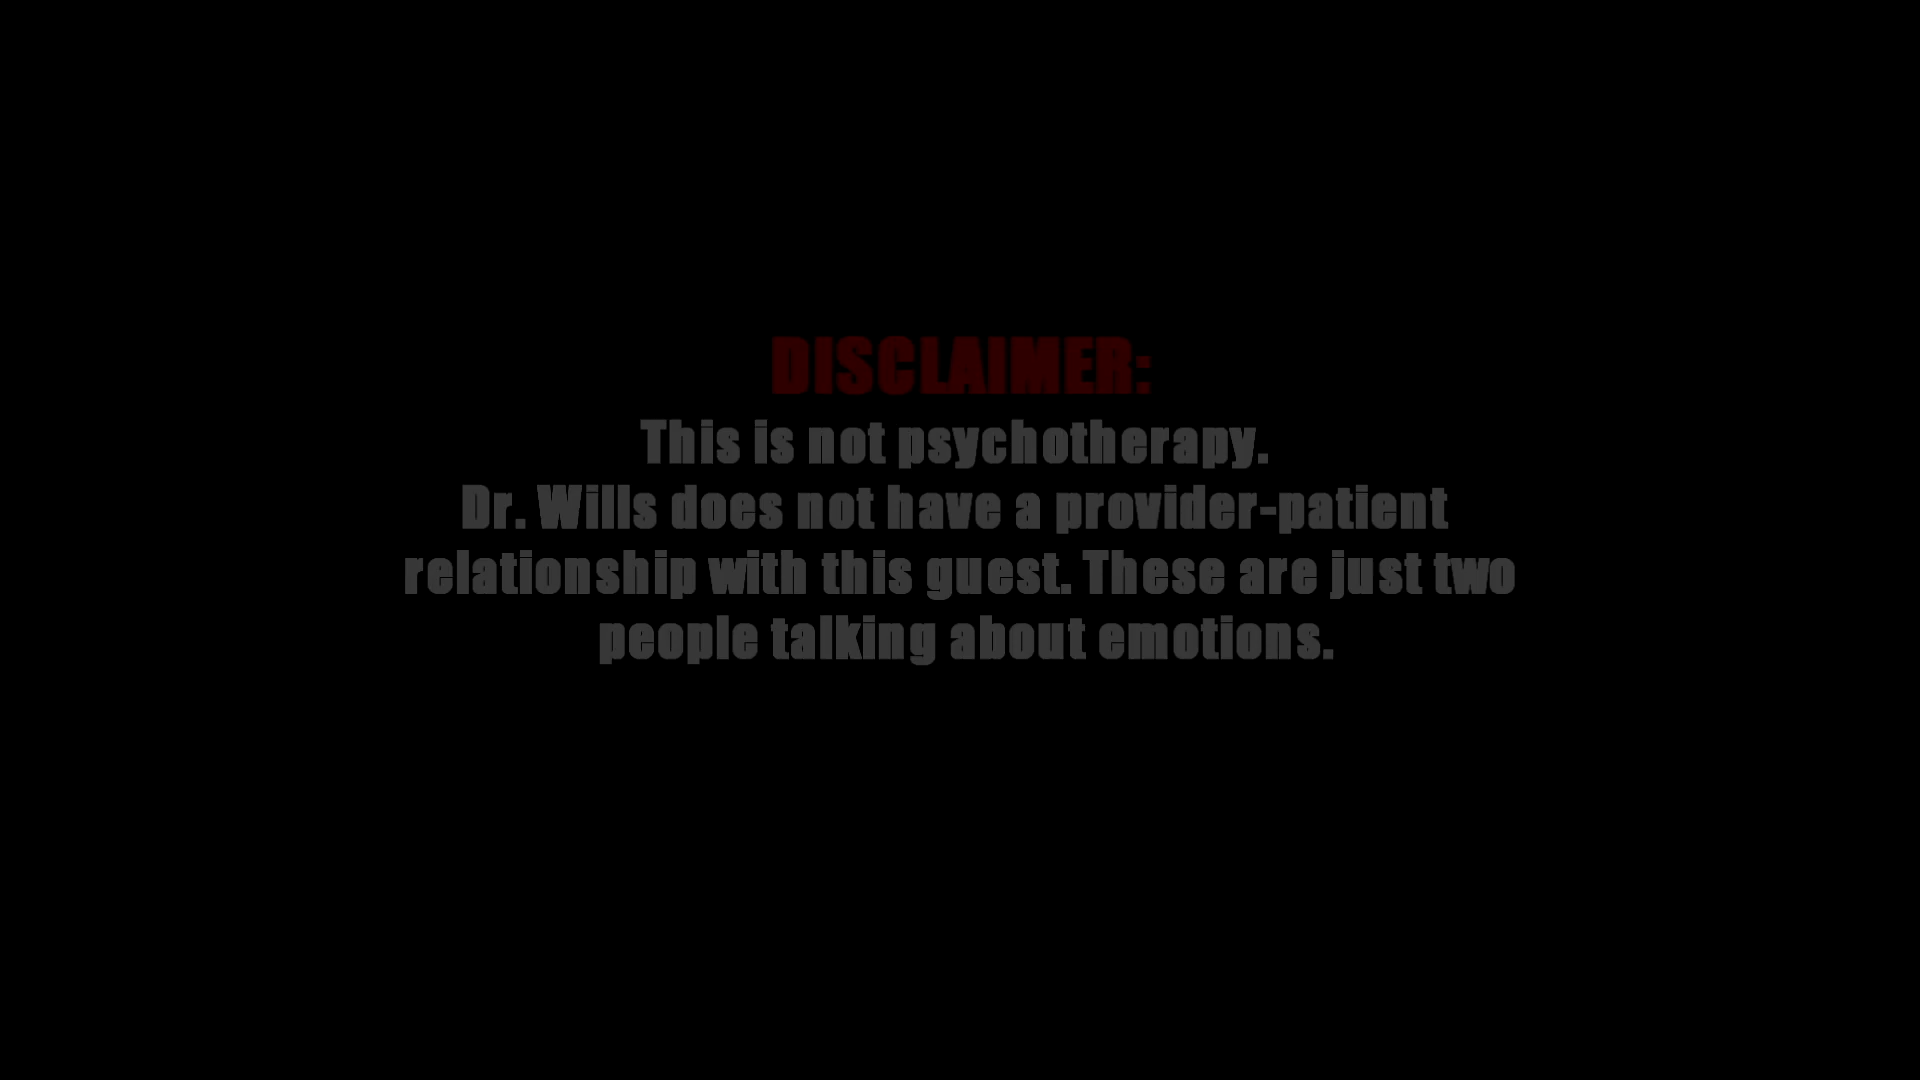 DISCLAIMER:
This is not psychotherapy.
Dr. Wills does not have a provider-patient
relationship with this guest. These are just two
people talking about emotions.